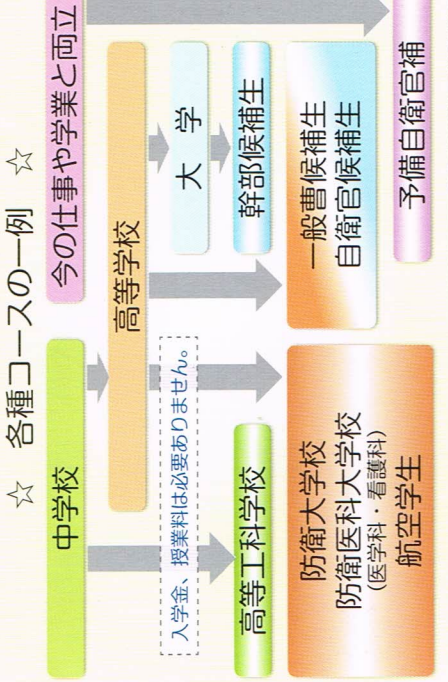 ☆ 各種コースの一例 ☆
中学校
今の仕事や学業と両立
高等学校
大学
入学金、授業料は必要ありません。
高等工科学校
幹部候補生
防衛大学校
防衛医科大学校
(医学科・看護科)
航空学生
一般曹候補生
自衛官候補生
予備自衛官補